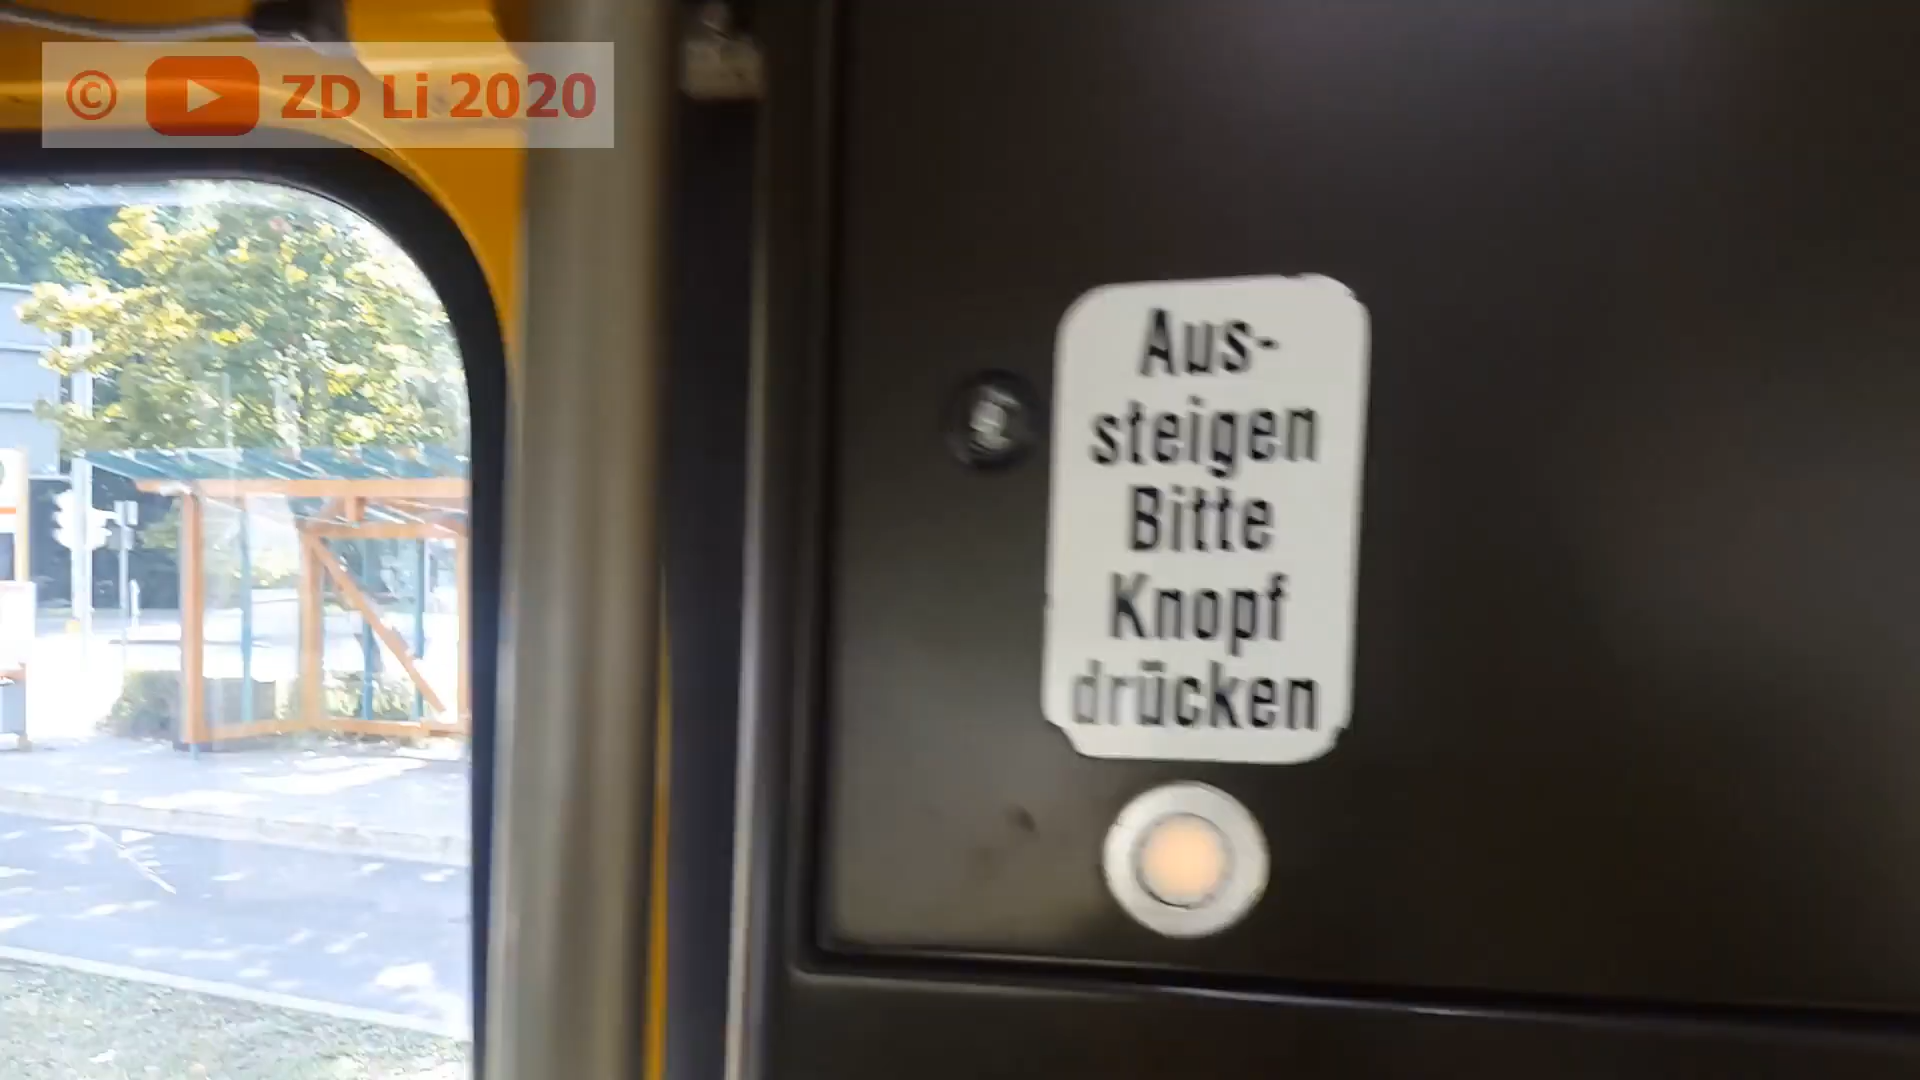 © ZD Li 2020
Aus-
steigen
Bitte
Knopf
drücken